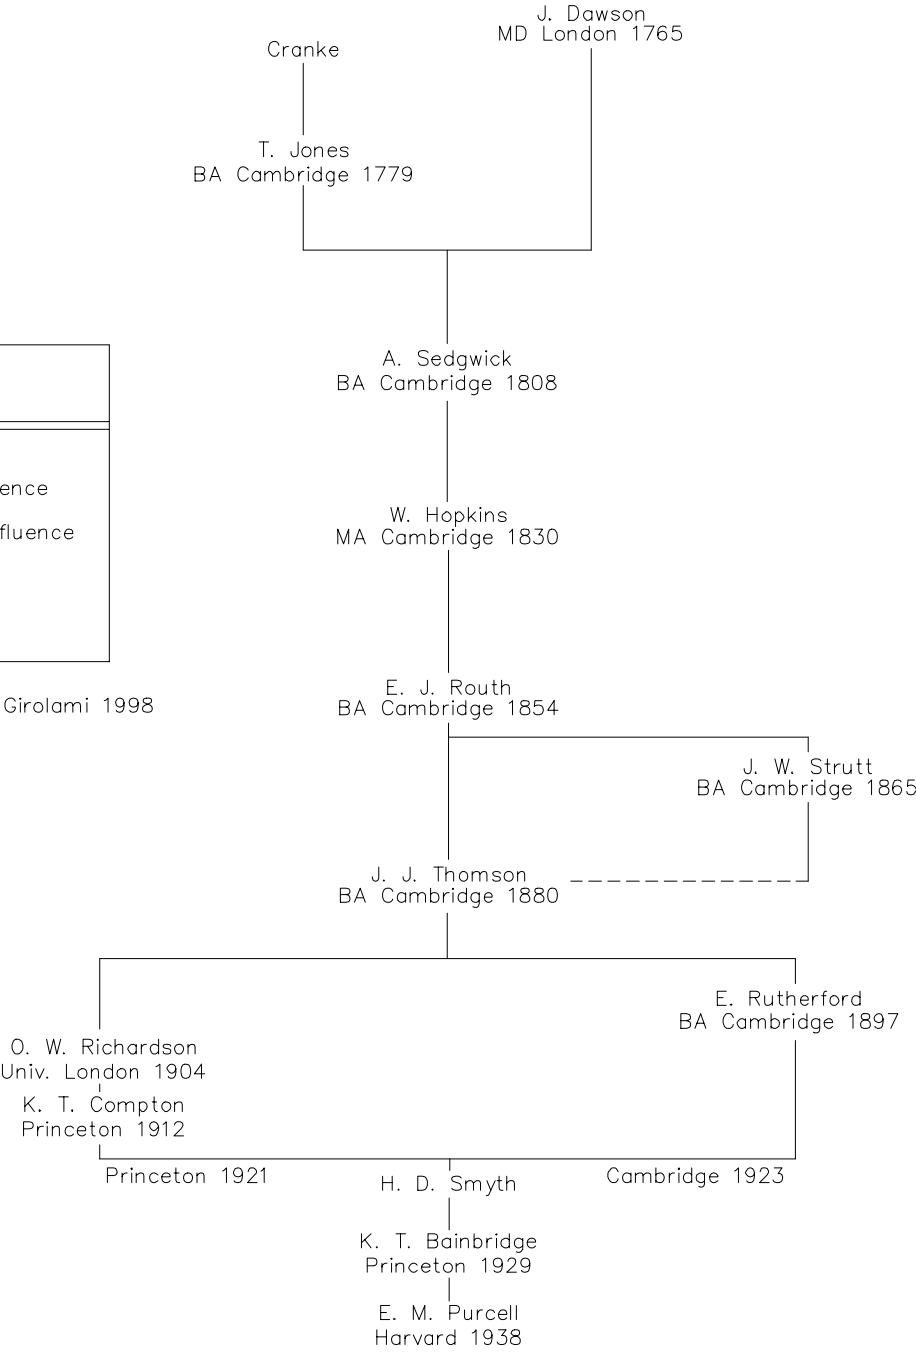 J. Dawson
MD London 1765
Cranke
T. Jones
BA Cambridge 1779
A. Sedgwick
BA Cambridge 1808
ence
W. Hopkins
fluence
MA Cambridge 1830
E. J. Routh
Girolami 1998
BA Cambridge 1854
J. W. Strutt
BA Cambridge 1865
J. J. Thomson
BA Cambridge 1880
E. Rutherford
BA Cambridge 1897
O. W. Richardson
Univ. London 1904
K. T. Compton
Princeton 1912
Princeton 1921
Cambridge 1923
H. D. Smyth
K. T. Bainbridge
Princeton 1929
E. M. Purcell
Harvard 1938